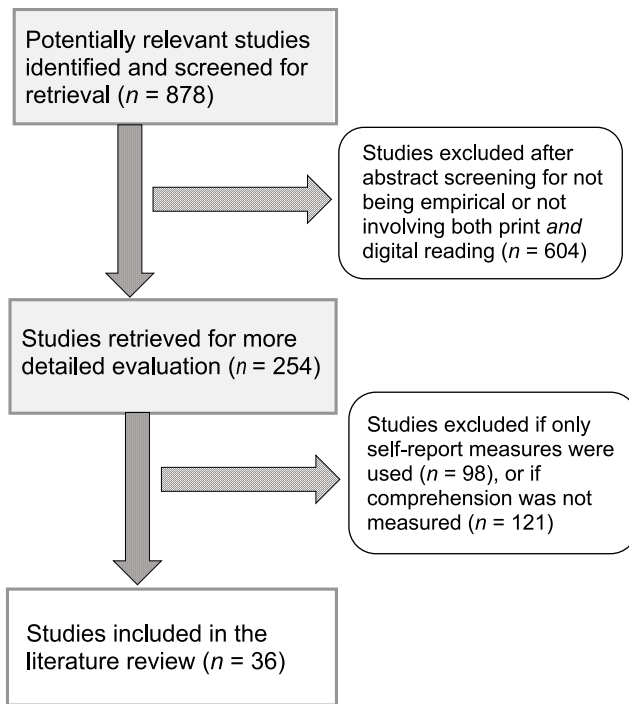 Potentially relevant studies
identified and screened for
retrieval (n = 878)
Studies excluded after
abstract screening for not
being empirical or not
involving both print and
digital reading (n = 604)
Studies retrieved for more
detailed evaluation (n = 254)
Studies excluded if only
self-report measures were
used (n = 98), or if
comprehension was not
measured (n = 121)
Studies included in the
literature review (n = 36)